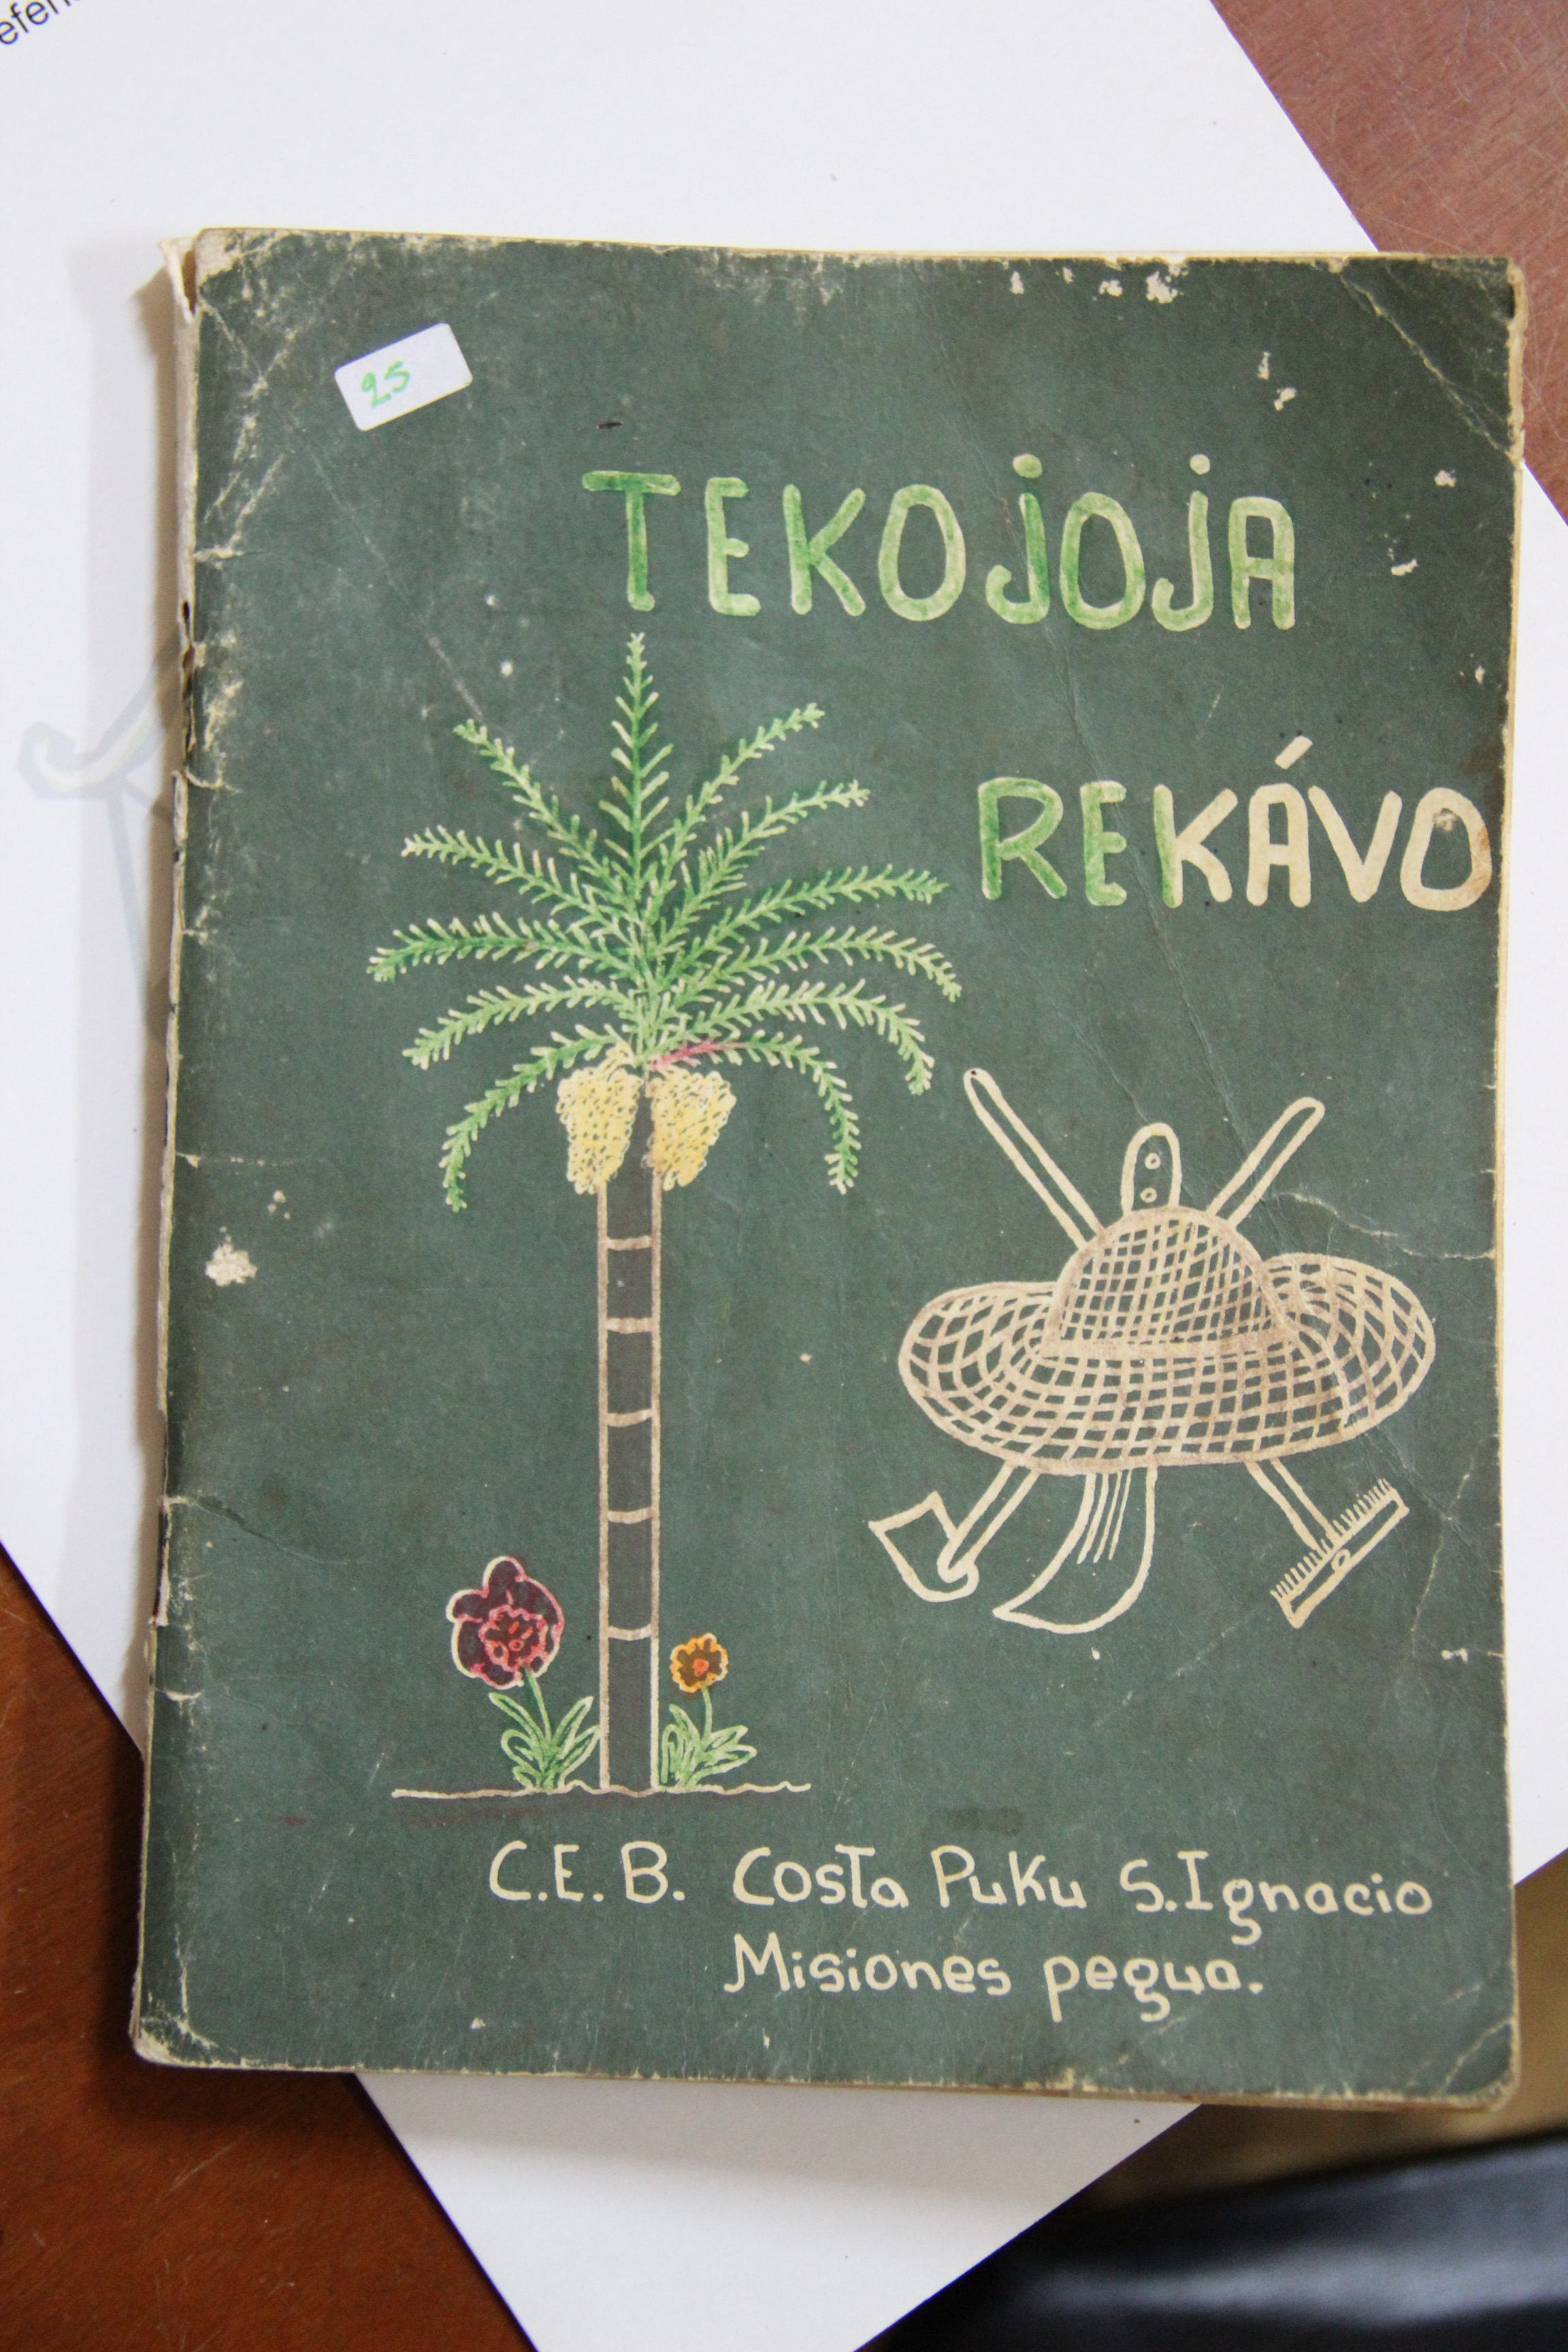 25
TEKOJOJA
REKÁVO
C.E.B. Costa Puku S.Ignacio
Misiones pegua.